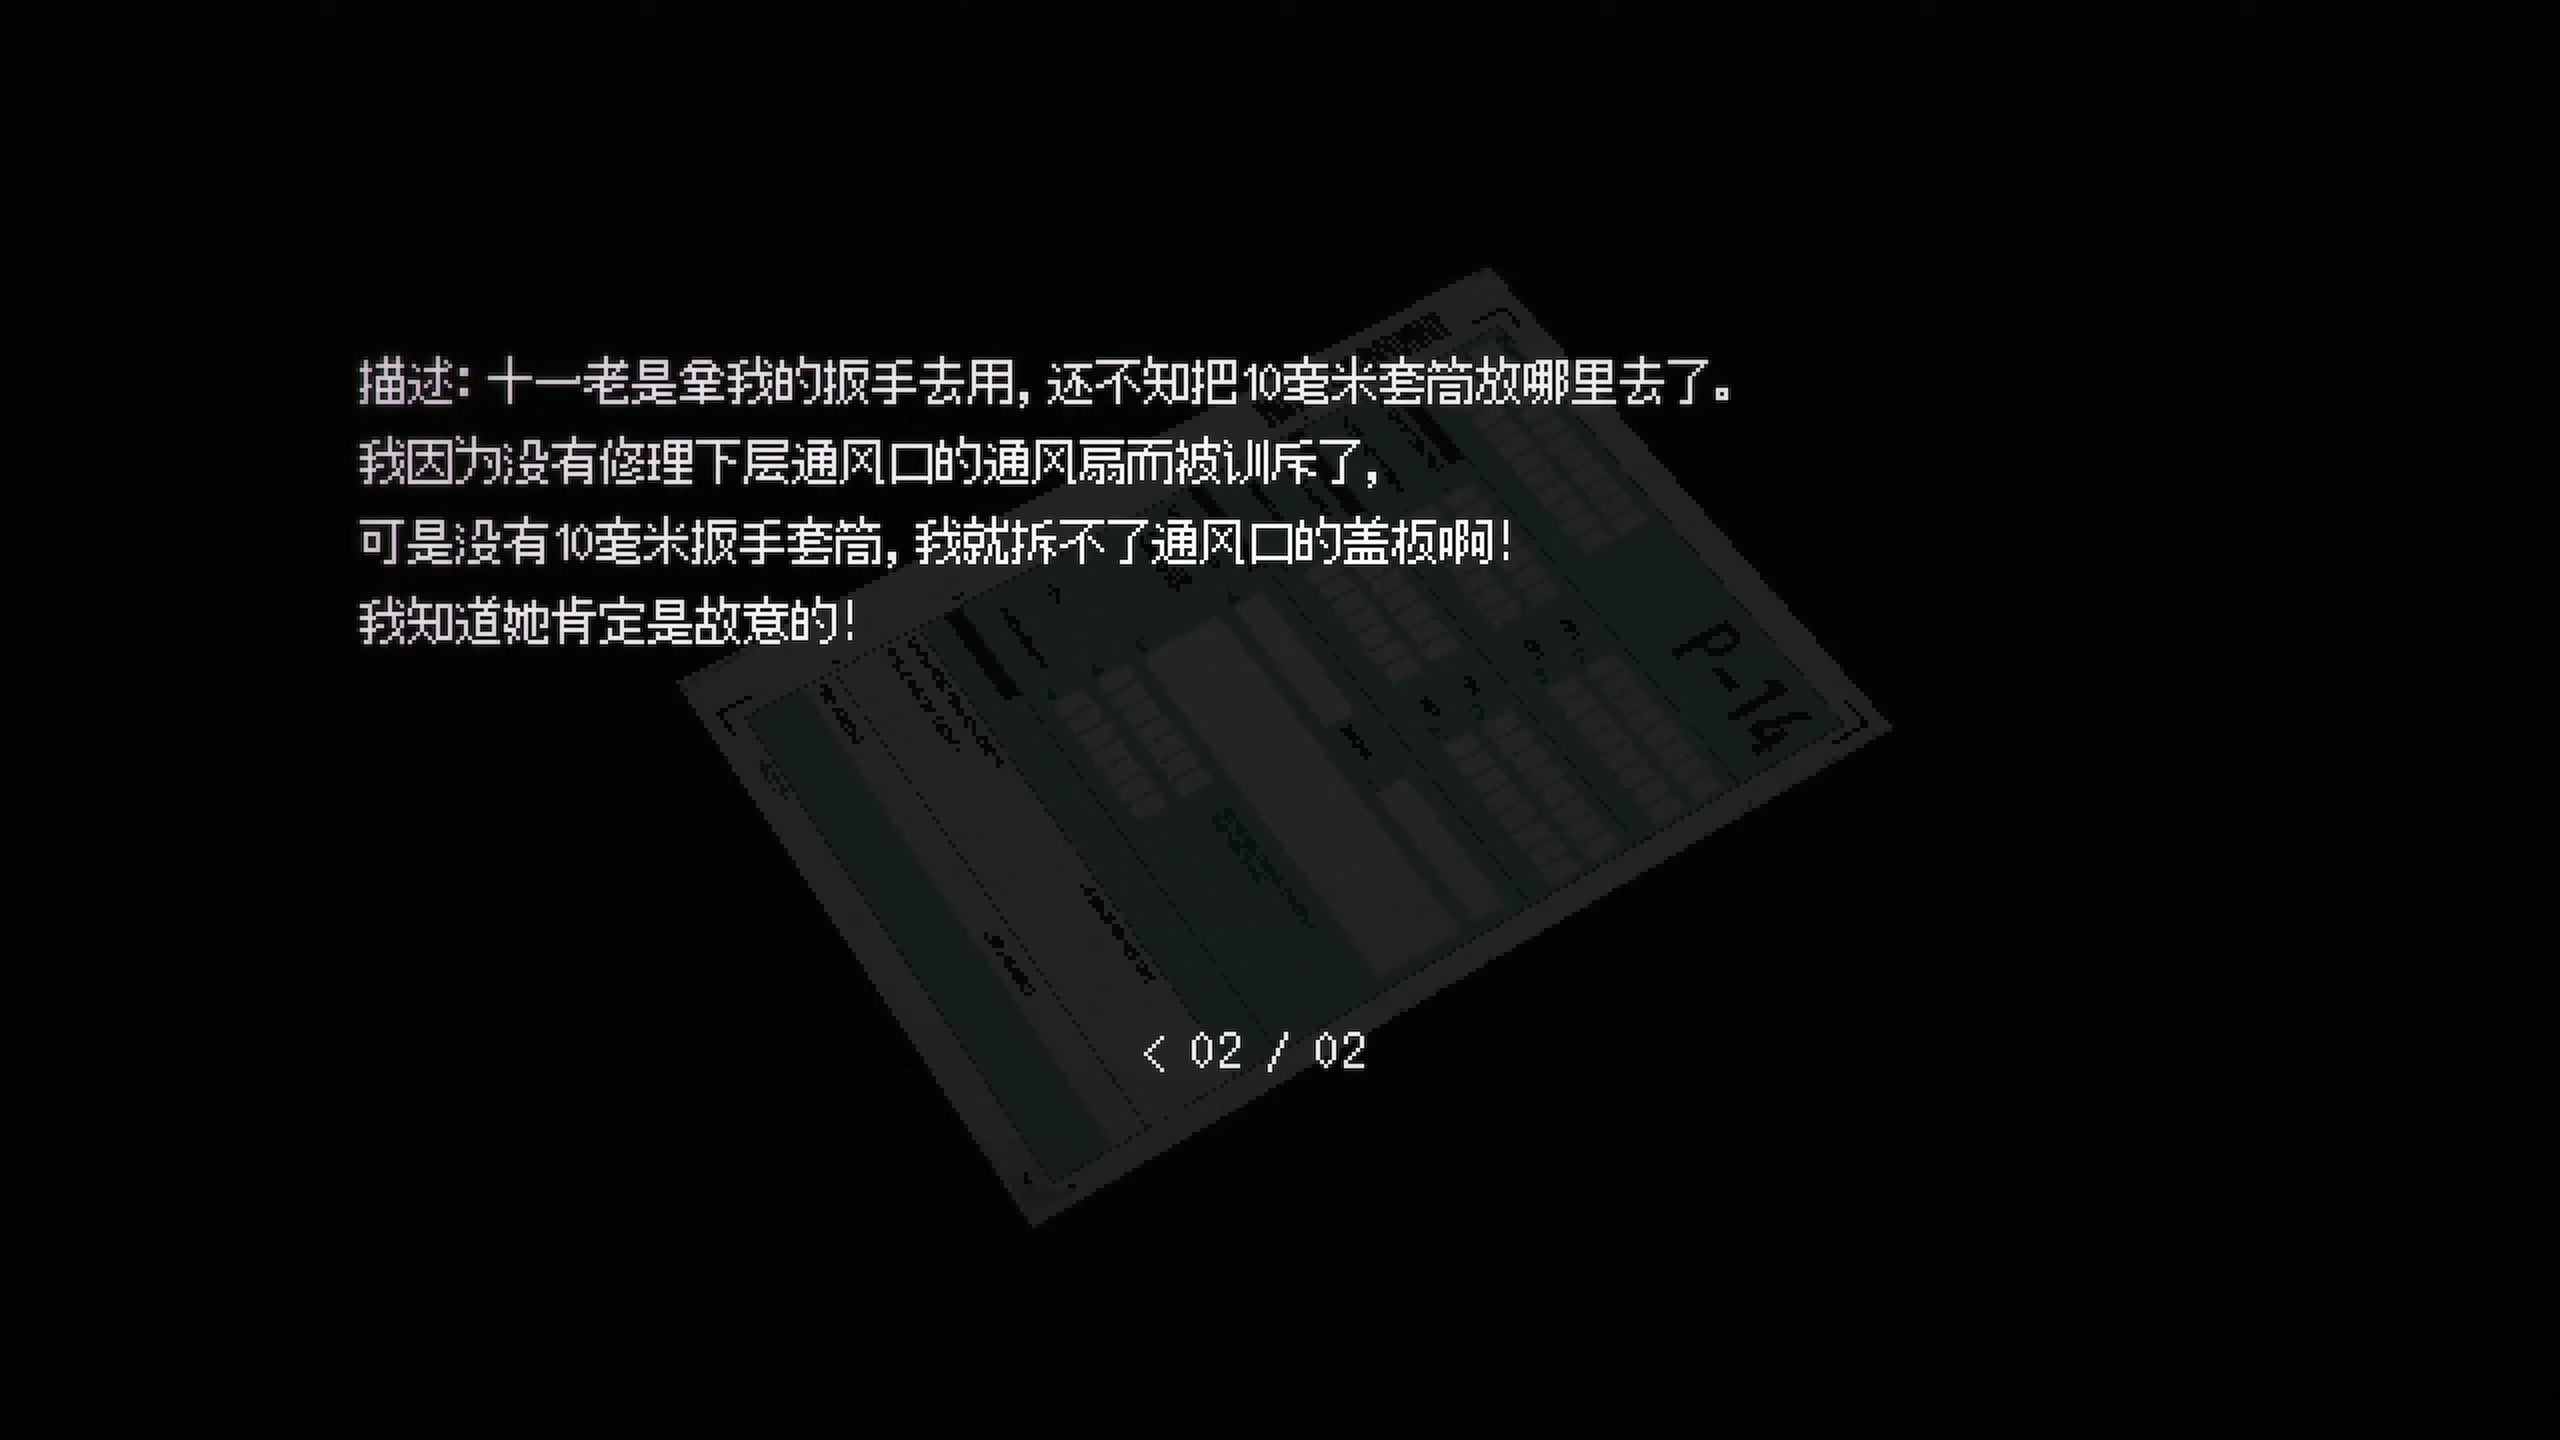 描述：十一老是拿我的扳手去用，还不知把10毫米套筒放哪里去了。
我因为没有修理下层通风口的通风扇而被训斥了，
可是没有10毫米扳手套筒，我就拆不了通风口的盖板啊！
我知道她肯定是故意的！
P-14
< 02 / 02